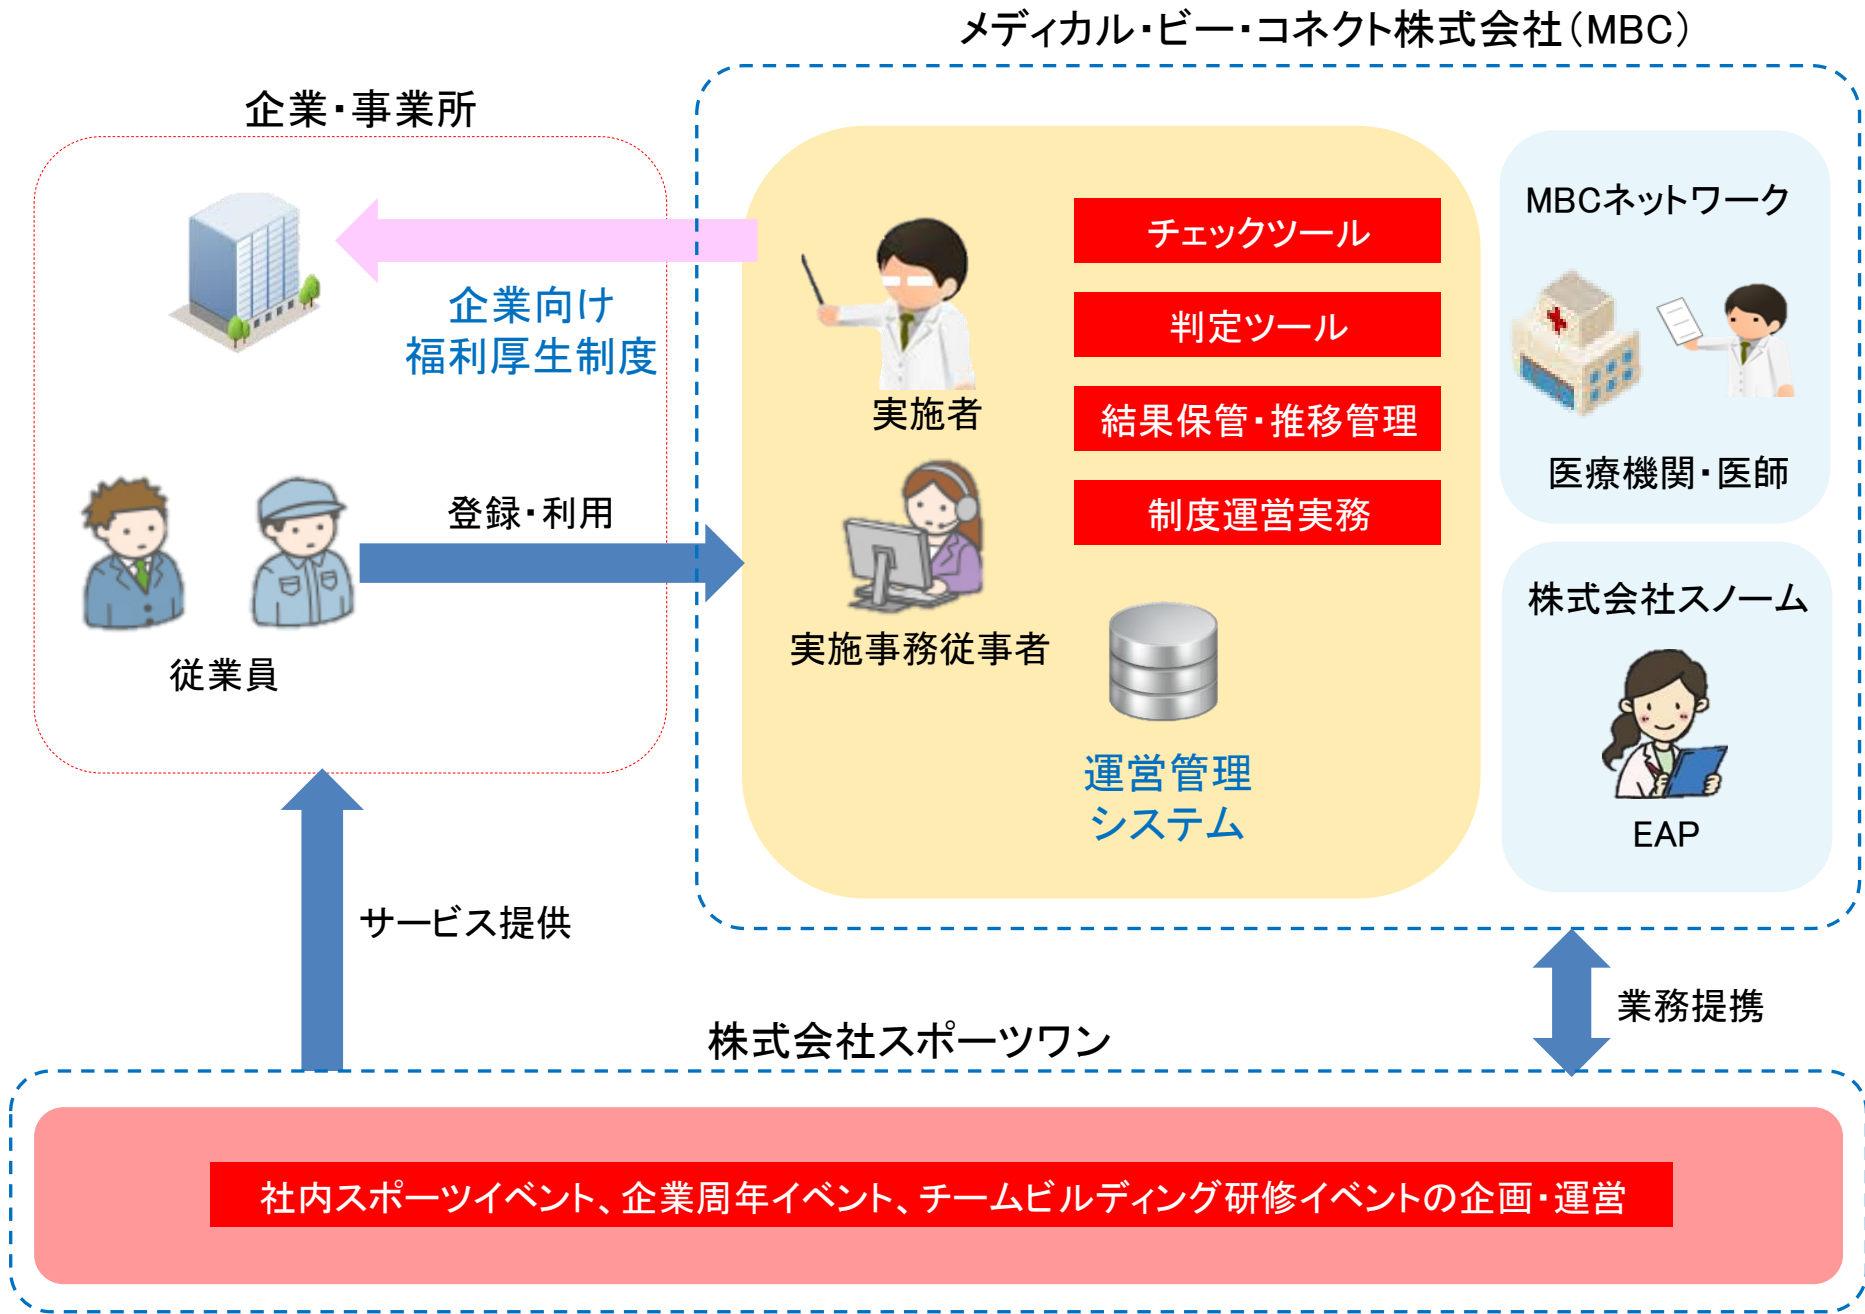 メディカル・ビー・コネクト株式会社（MBC）
企業・事業所
企業向け
福利厚生制度
登録・利用
従業員
実施者
実施事務従事者
チェックツール
判定ツール
結果保管・推移管理
制度運営実務
運営管理
システム
MBCネットワーク
医療機関・医師
株式会社スノーム
EAP
サービス提供
業務提携
株式会社スポーツワン
社内スポーツイベント、企業周年イベント、チームビルディング研修イベントの企画・運営